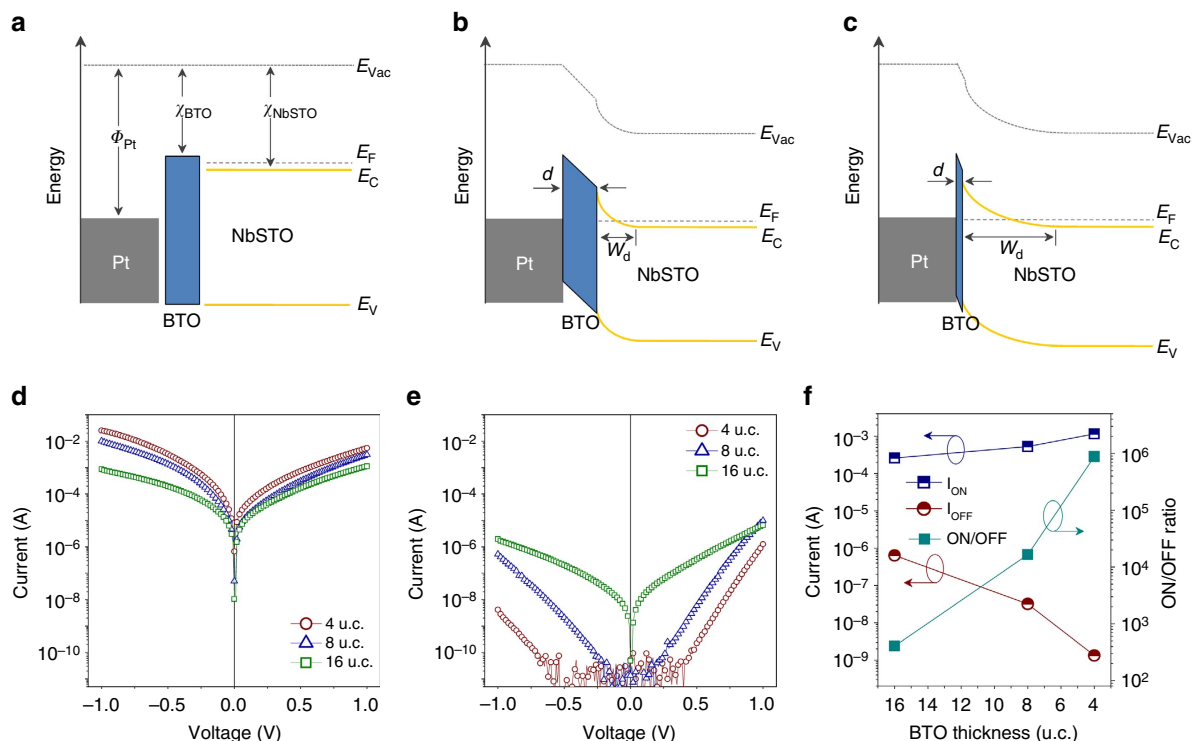 a
Energy
E_Vac
Φ_Pt
χ_BTO
χ_NbSTO
E_F
E_C
NbSTO
Pt
BTO
E_V
b
Energy
E_Vac
d
E_F
E_C
W_d
Pt
NbSTO
BTO
E_V
c
Energy
E_Vac
d
E_F
E_C
W_d
Pt
NbSTO
BTO
E_V
d
Current (A)
10^−2
10^−4
10^−6
10^−8
10^−10
4 u.c.
8 u.c.
16 u.c.
−1.0 −0.5 0.0 0.5 1.0
Voltage (V)
e
Current (A)
10^−2
10^−4
10^−6
10^−8
10^−10
4 u.c.
8 u.c.
16 u.c.
−1.0 −0.5 0.0 0.5 1.0
Voltage (V)
f
Current (A)
10^−3
10^−4
10^−5
10^−6
10^−7
10^−8
10^−9
I_ON
I_OFF
ON/OFF
10^6
10^5
10^4
10^3
10^2
ON/OFF ratio
16 14 12 10 8 6 4
BTO thickness (u.c.)